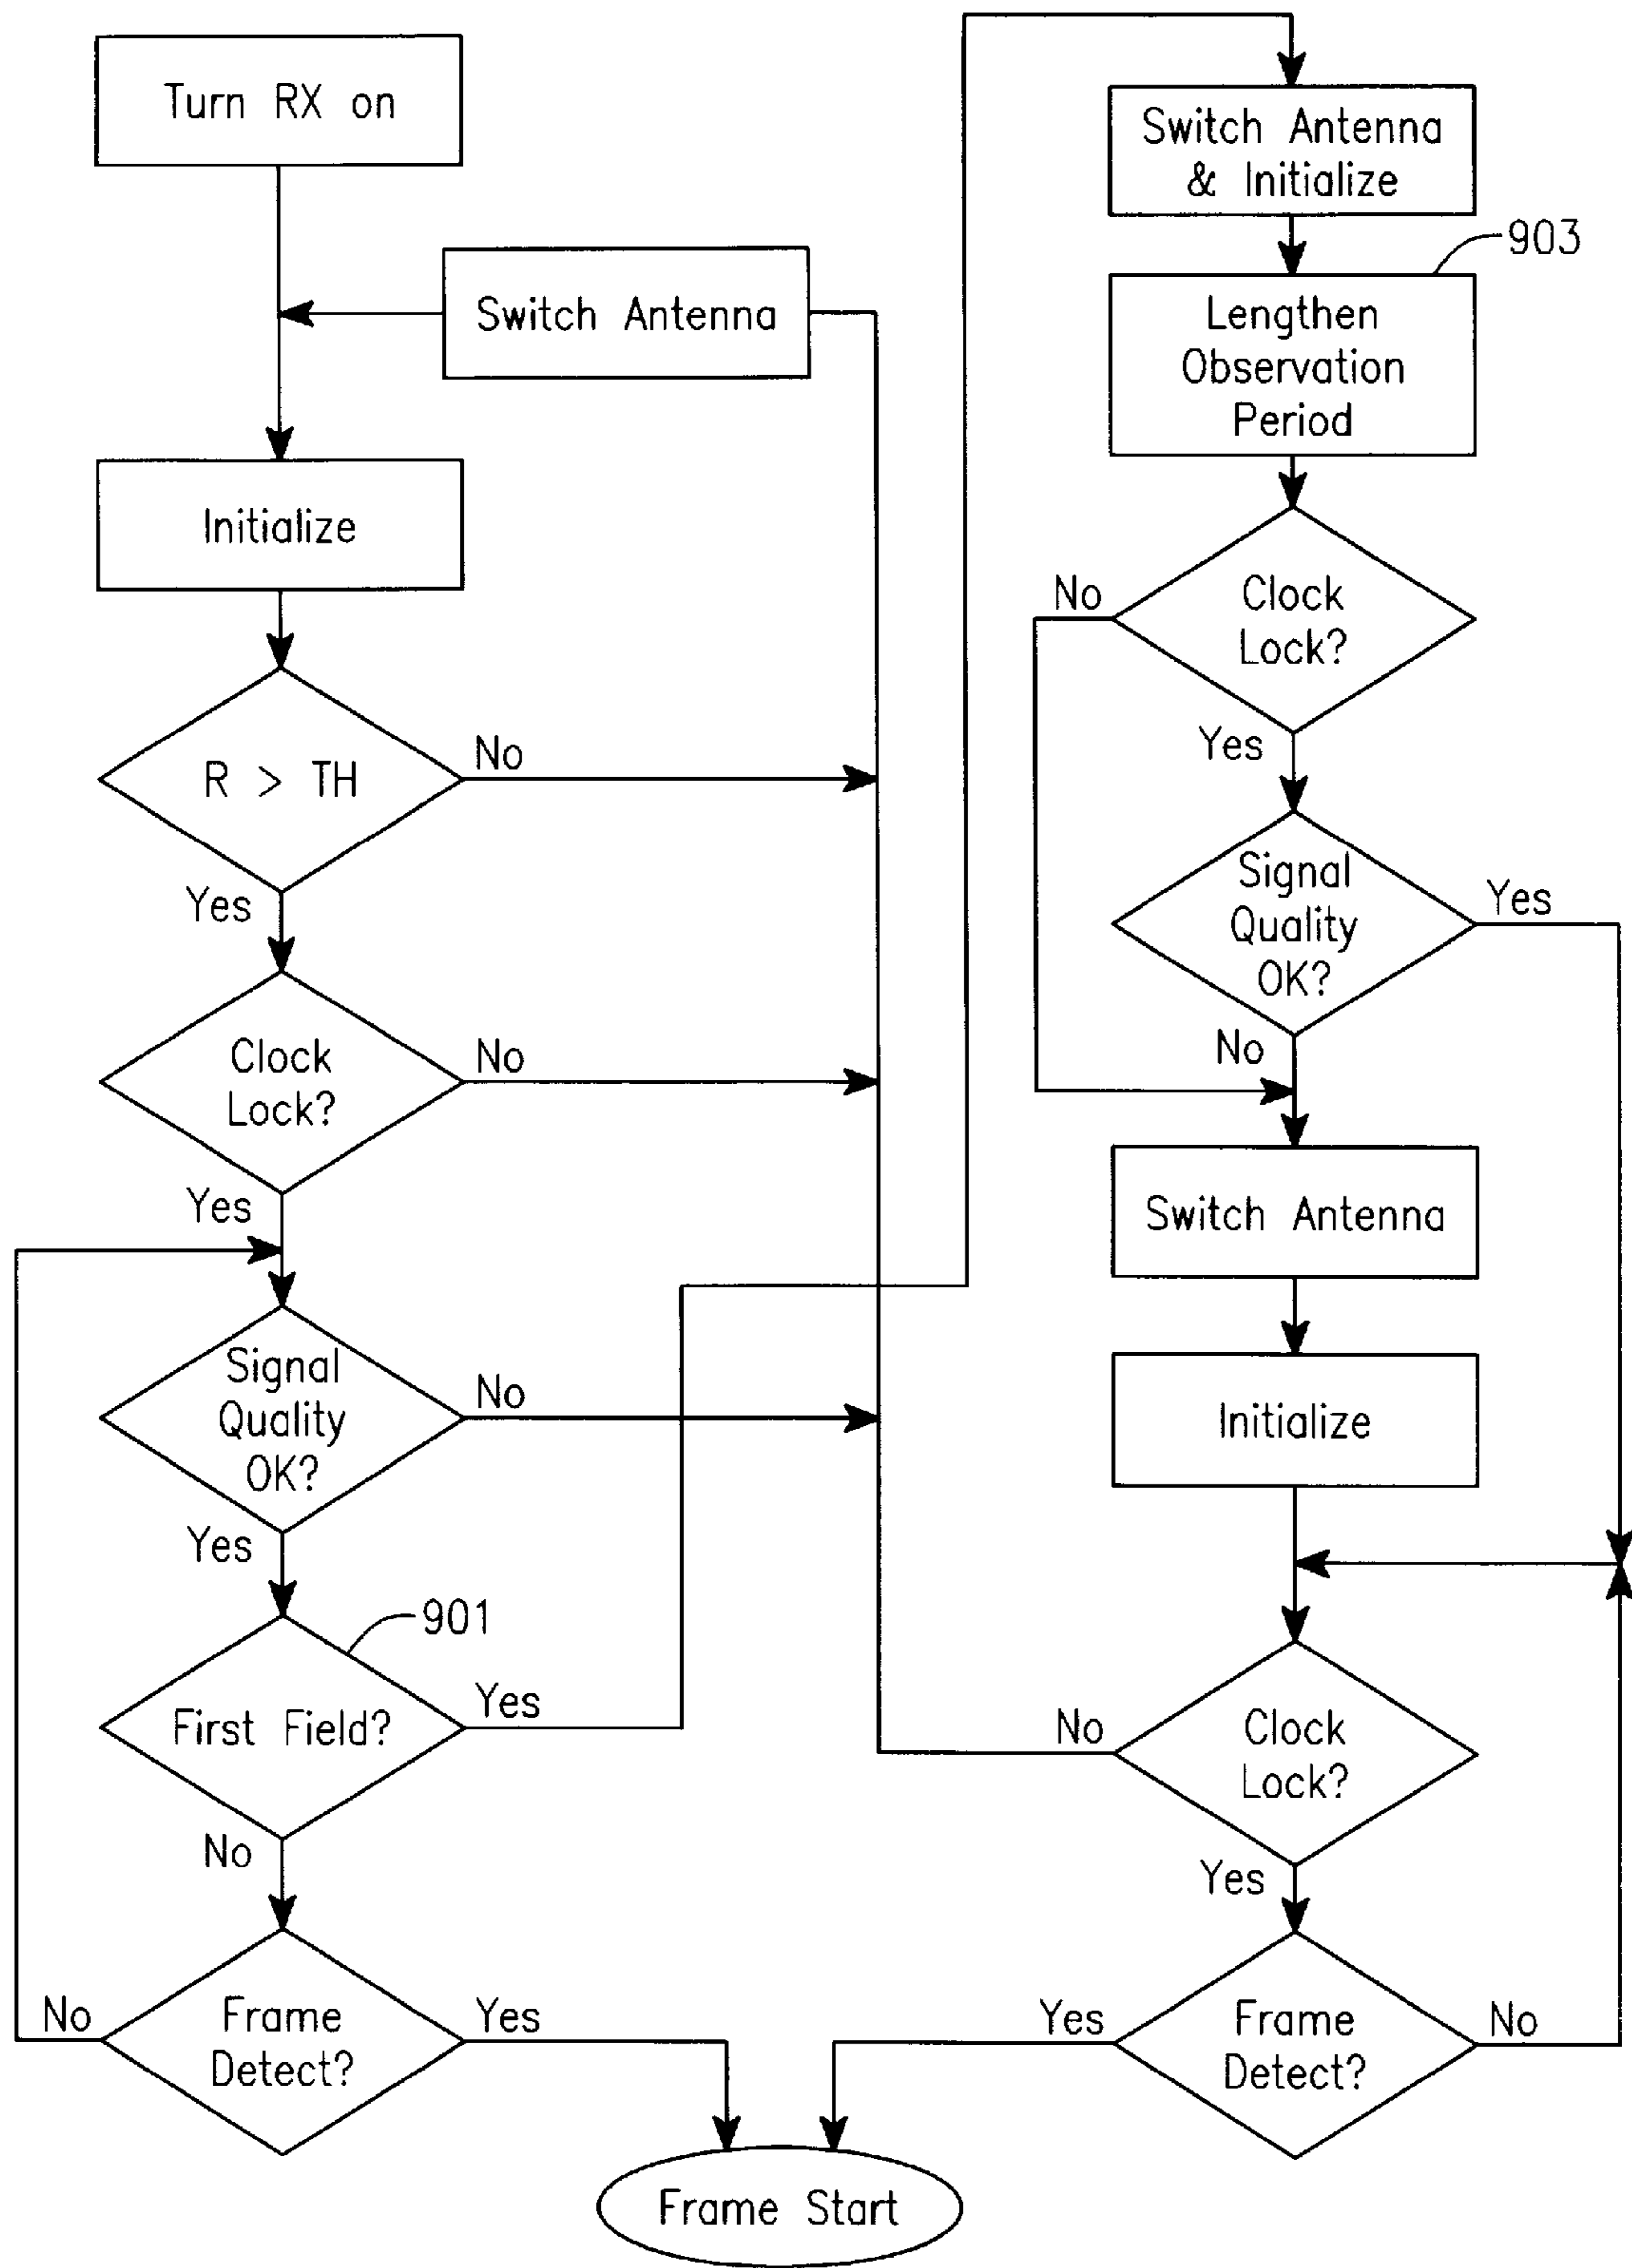 Turn RX on
Switch Antenna
Initialize
R > TH
No
Yes
Clock
Lock?
No
Yes
Signal
Quality
OK?
No
Yes
901
First Field?
Yes
No
Frame
Detect?
No
Yes
Frame Start
Switch Antenna
& Initialize
903
Lengthen
Observation
Period
Clock
Lock?
No
Yes
Signal
Quality
OK?
Yes
No
Switch Antenna
Initialize
Clock
Lock?
No
Yes
Frame
Detect?
Yes
No